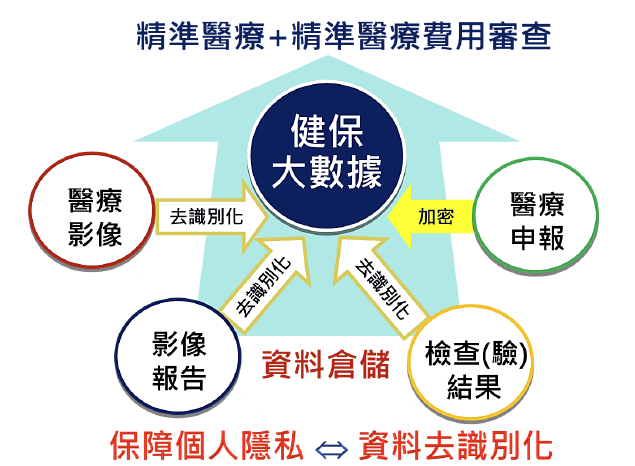 精準醫療+精準醫療費用審查
健保
大數據
醫療
影像
去識別化
加密
醫療
申報
去識別化
去識別化
影像
報告
資料倉儲
檢查(驗)
結果
保障個人隱私 ⇔ 資料去識別化